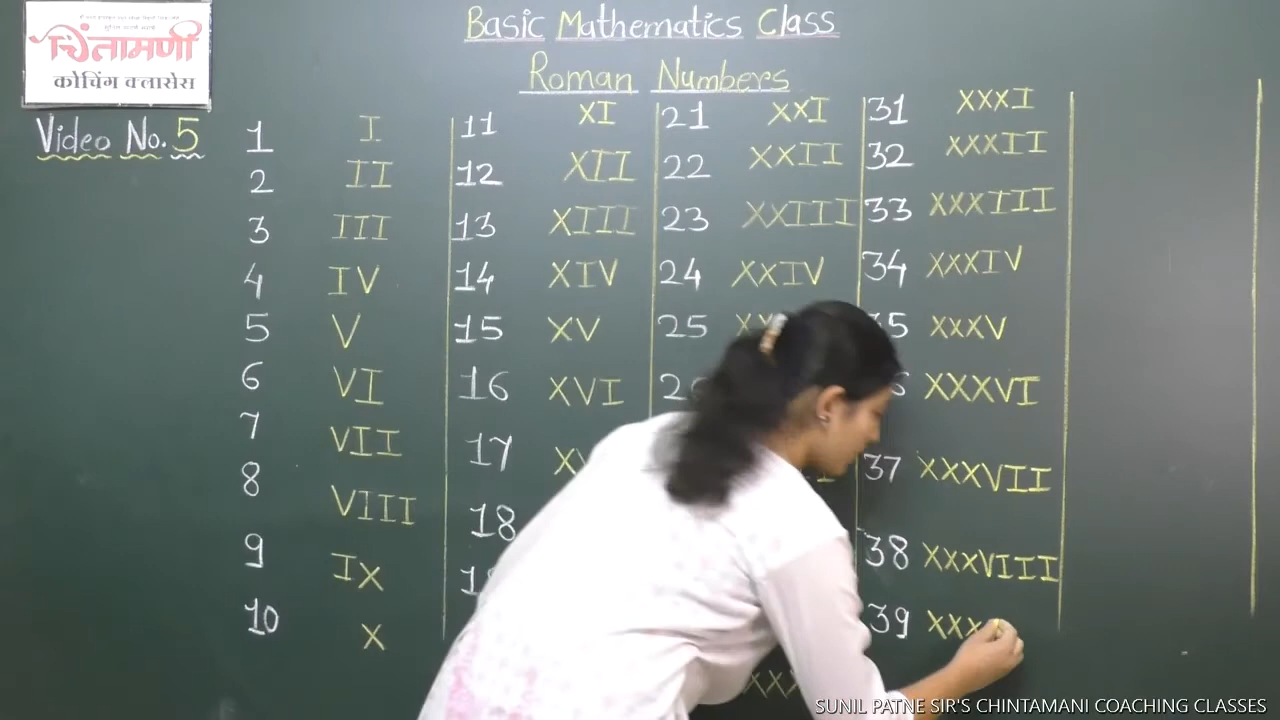 चिंतामणी
कोचिंग क्लासेस
Basic Mathematics Class
Roman Numbers
Video No. 5
1 I
2 II
3 III
4 IV
5 V
6 VI
7 VII
8 VIII
9 IX
10 X
11 XI
12 XII
13 XIII
14 XIV
15 XV
16 XVI
17
18
21 XXI
22 XXII
23 XXIII
24 XXIV
25
31 XXXI
32 XXXII
33 XXXIII
34 XXXIV
XXXV
XXXVI
37 XXXVII
38 XXXVIII
39 XXX
SUNIL PATNE SIR'S CHINTAMANI COACHING CLASSES